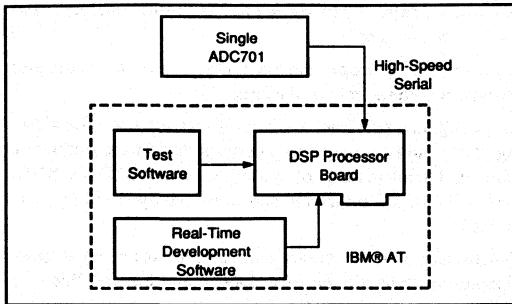 Single
ADC701
High-Speed
Serial
Test
Software
DSP Processor
Board
Real-Time
Development
Software
IBM® AT